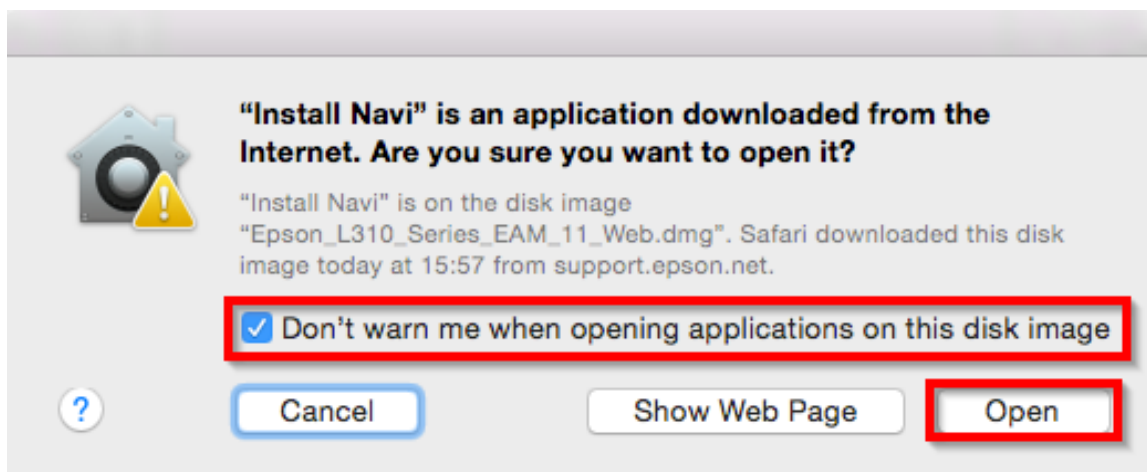 “Install Navi” is an application downloaded from the
Internet. Are you sure you want to open it?
“Install Navi” is on the disk image
“Epson_L310_Series_EAM_11_Web.dmg”. Safari downloaded this disk
image today at 15:57 from support.epson.net.
Don’t warn me when opening applications on this disk image
?
Cancel
Show Web Page
Open